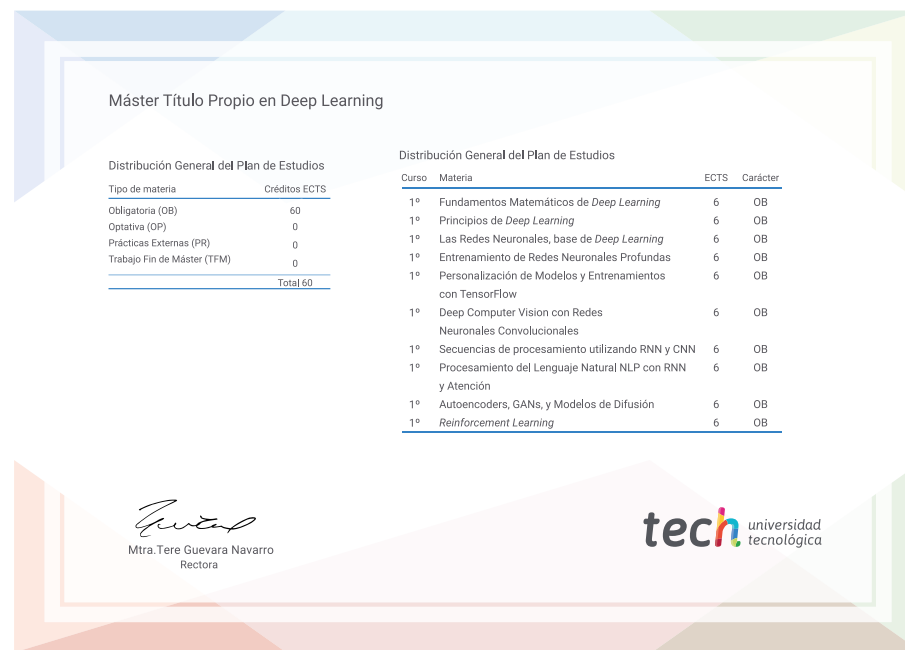 Máster Título Propio en Deep Learning
Distribución General del Plan de Estudios
Tipo de materia Créditos ECTS
Obligatoria (OB) 60
Optativa (OP) 0
Prácticas Externas (PR) 0
Trabajo Fin de Máster (TFM) 0
Total 60
Distribución General del Plan de Estudios
Curso Materia ECTS Carácter
1º Fundamentos Matemáticos de Deep Learning 6 OB
1º Principios de Deep Learning 6 OB
1º Las Redes Neuronales, base de Deep Learning 6 OB
1º Entrenamiento de Redes Neuronales Profundas 6 OB
1º Personalización de Modelos y Entrenamientos 6 OB
con TensorFlow
1º Deep Computer Vision con Redes 6 OB
Neuronales Convolucionales
1º Secuencias de procesamiento utilizando RNN y CNN 6 OB
1º Procesamiento del Lenguaje Natural NLP con RNN 6 OB
y Atención
1º Autoencoders, GANs, y Modelos de Difusión 6 OB
1º Reinforcement Learning 6 OB
Mtra.Tere Guevara Navarro
Rectora
tech universidad
tecnológica